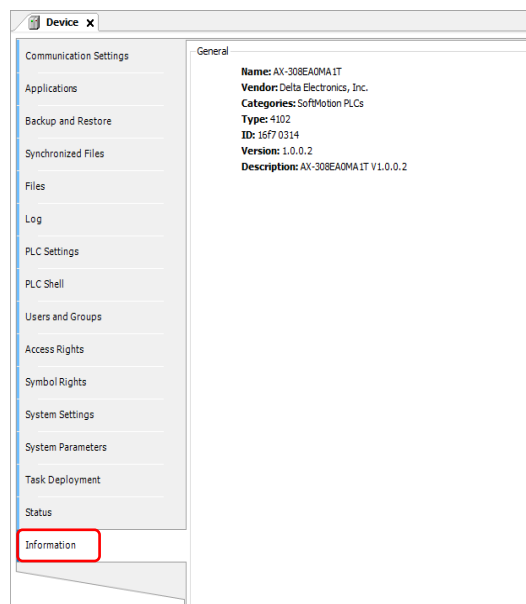 Device x
Communication Settings
Applications
Backup and Restore
Synchronized Files
Files
Log
PLC Settings
PLC Shell
Users and Groups
Access Rights
Symbol Rights
System Settings
System Parameters
Task Deployment
Status
Information
General
Name: AX-308EA0MA1T
Vendor: Delta Electronics, Inc.
Categories: SoftMotion PLCs
Type: 4102
ID: 16f7 0314
Version: 1.0.0.2
Description: AX-308EA0MA1T V1.0.0.2